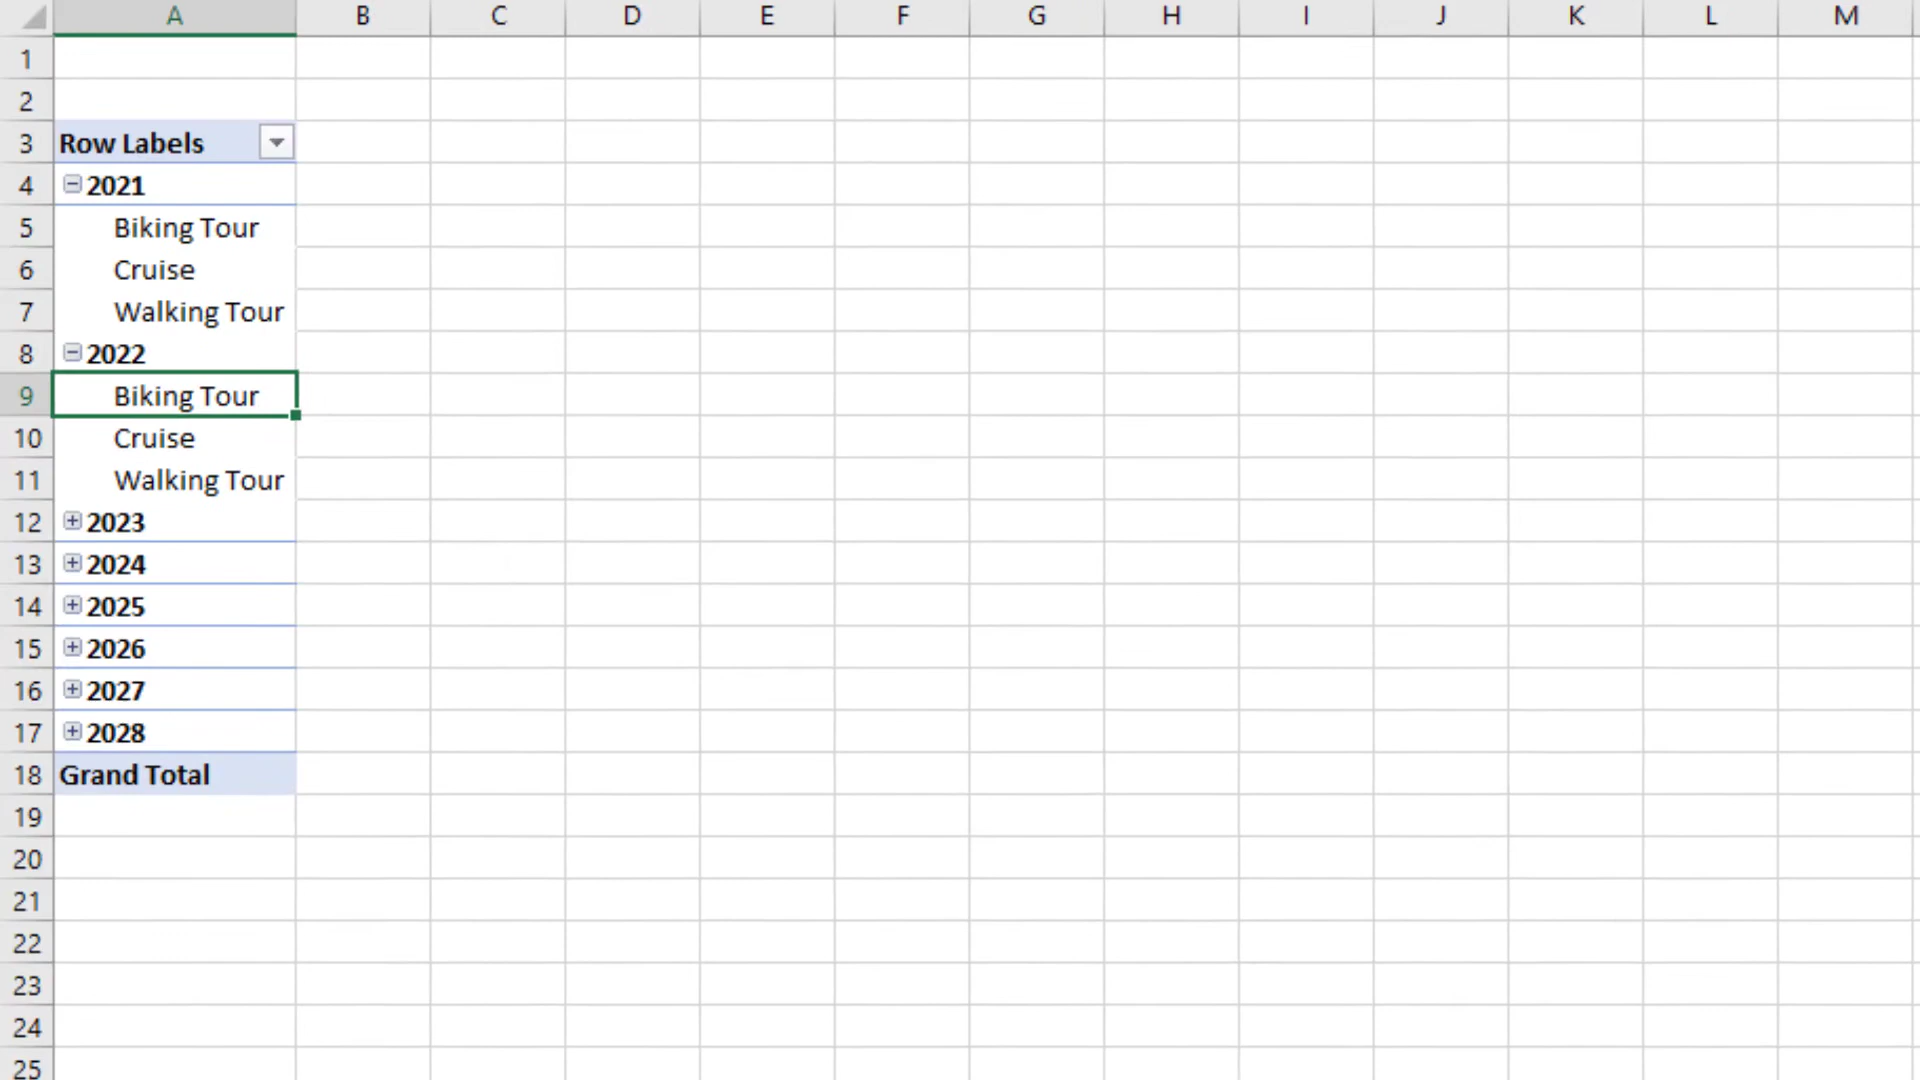 A B C D E F G H I J K L M
1
2
3 Row Labels
4 2021
5 Biking Tour
6 Cruise
7 Walking Tour
8 2022
9 Biking Tour
10 Cruise
11 Walking Tour
12 2023
13 2024
14 2025
15 2026
16 2027
17 2028
18 Grand Total
19
20
21
22
23
24
25